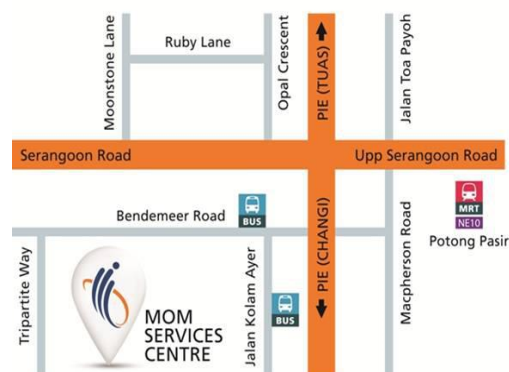 Moonstone Lane
Ruby Lane
Opal Crescent
PIE (TUAS)
Jalan Toa Payoh
Serangoon Road
Upp Serangoon Road
Bendemeer Road
BUS
PIE (CHANGI)
Macpherson Road
MRT
NE10
Potong Pasir
Tripartite Way
MOM
SERVICES
CENTRE
Jalan Kolam Ayer
BUS